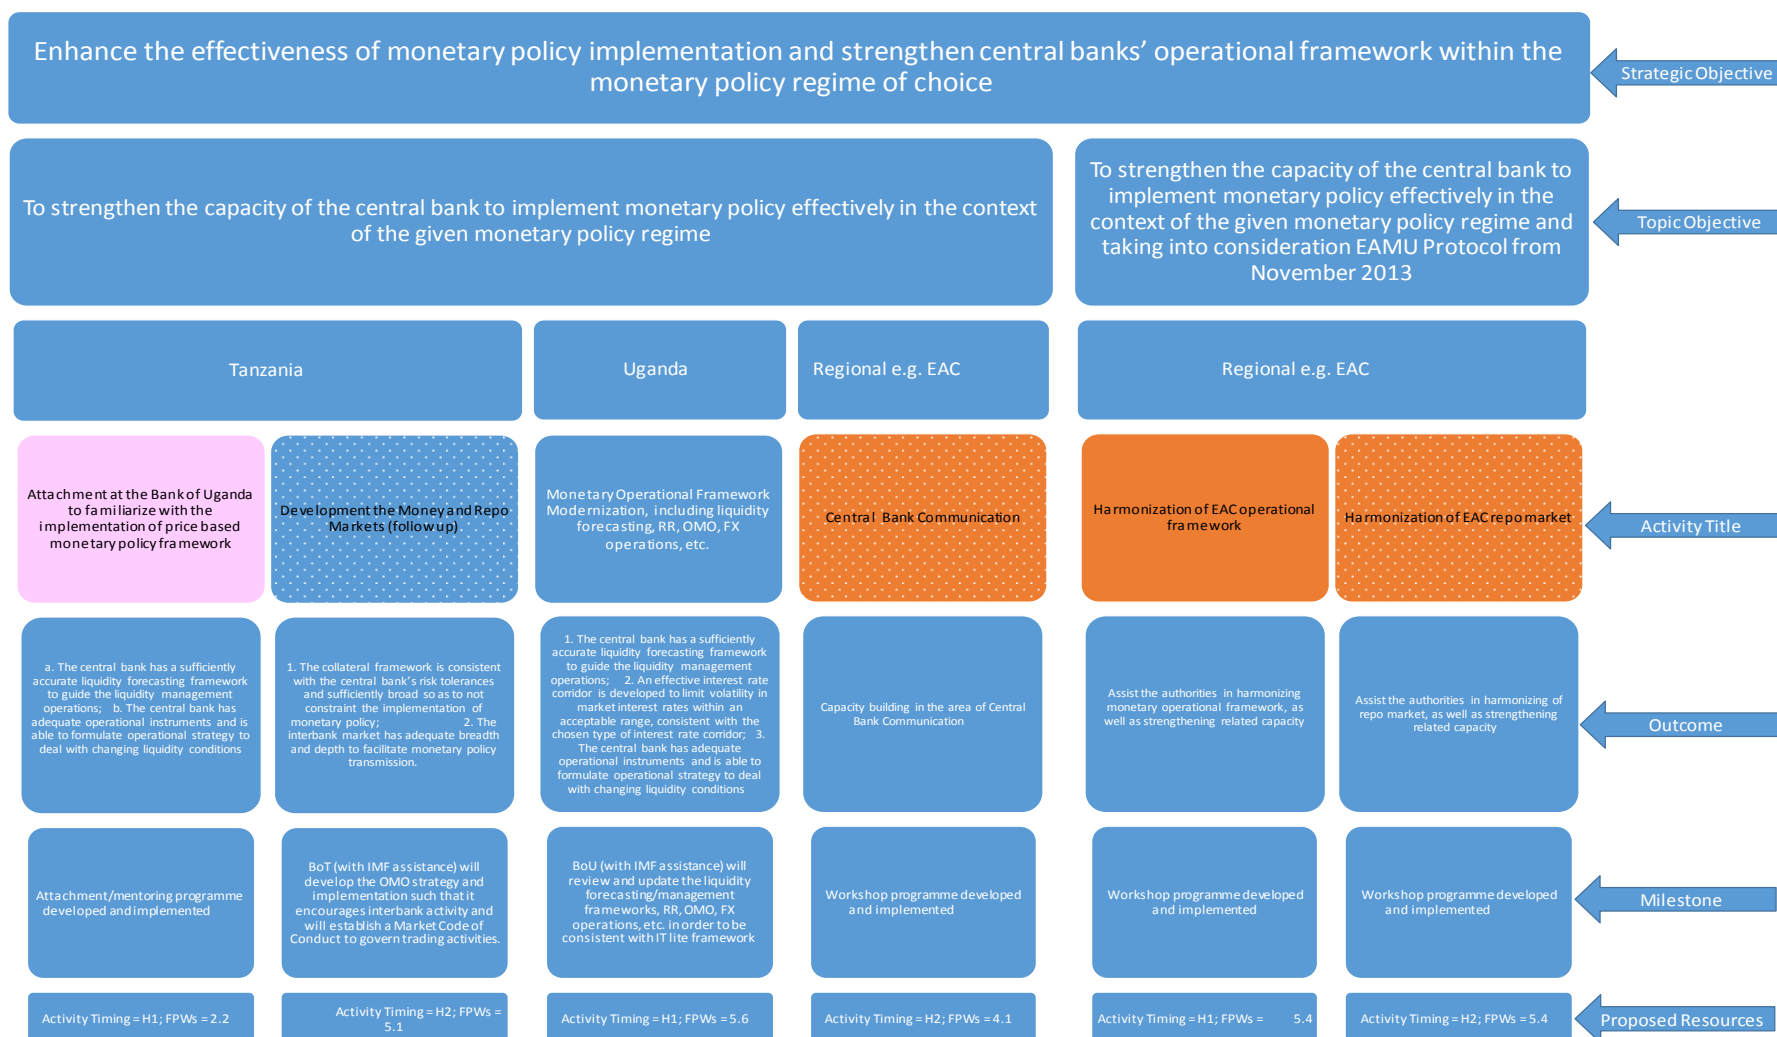 Enhance the effectiveness of monetary policy implementation and strengthen central banks’ operational framework within the
monetary policy regime of choice
Strategic Objective
To strengthen the capacity of the central bank to implement monetary policy effectively in the context
of the given monetary policy regime
To strengthen the capacity of the central bank to
implement monetary policy effectively in the
context of the given monetary policy regime and
taking into consideration EAMU Protocol from
November 2013
Topic Objective
Tanzania
Uganda
Regional e.g. EAC
Regional e.g. EAC
Attachment at the Bank of Uganda
to familiarize with the
implementation of price based
monetary policy framework
Development the Money and Repo
Markets (follow up)
Monetary Operational Framework
Modernization, including liquidity
forecasting, RR, OMO, FX
operations, etc.
Central Bank Communication
Harmonization of EAC operational
framework
Harmonization of EAC repo market
Activity Title
a. The central bank has a sufficiently
accurate liquidity forecasting framework
to guide the liquidity management
operations; b. The central bank has
adequate operational instruments and is
able to formulate operational strategy to
deal with changing liquidity conditions
1. The collateral framework is consistent
with the central bank’s risk tolerances
and sufficiently broad so as to not
constraint the implementation of
monetary policy; 2. The
interbank market has adequate breadth
and depth to facilitate monetary policy
transmission.
1. The central bank has a sufficiently
accurate liquidity forecasting framework
to guide the liquidity management
operations; 2. An effective interest rate
corridor is developed to limit volatility in
market interest rates within an
acceptable range, consistent with the
chosen type of interest rate corridor; 3.
The central bank has adequate
operational instruments and is able to
formulate operational strategy to deal
with changing liquidity conditions
Capacity building in the area of Central
Bank Communication
Assist the authorities in harmonizing
monetary operational framework, as
well as strengthening related capacity
Assist the authorities in harmonizing of
repo market, as well as strengthening
related capacity
Outcome
Attachment/mentoring programme
developed and implemented
BoT (with IMF assistance) will
develop the OMO strategy and
implementation such that it
encourages interbank activity and
will establish a Market Code of
Conduct to govern trading activities.
BoU (with IMF assistance) will
review and update the liquidity
forecasting/management
frameworks, RR, OMO, FX
operations, etc. in order to be
consistent with IT lite framework
Workshop programme developed
and implemented
Workshop programme developed
and implemented
Workshop programme developed
and implemented
Milestone
Activity Timing = H1; FPWs = 2.2
Activity Timing = H2; FPWs =
5.1
Activity Timing = H1; FPWs = 5.6
Activity Timing = H2; FPWs = 4.1
Activity Timing = H1; FPWs = 5.4
Activity Timing = H2; FPWs = 5.4
Proposed Resources